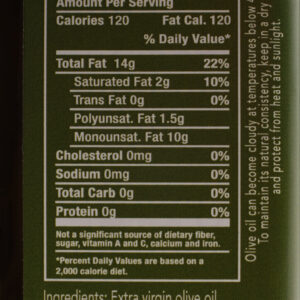 Amount Per Serving
Calories 120 Fat Cal. 120
% Daily Value*
Total Fat 14g 22%
Saturated Fat 2g 10%
Trans Fat 0g 0%
Polyunsat. Fat 1.5g
Monounsat. Fat 10g
Cholesterol 0mg 0%
Sodium 0mg 0%
Total Carb 0g 0%
Protein 0g 0%
Not a significant source of dietary fiber,
sugar, vitamin A and C, calcium and iron.
*Percent Daily Values are based on a
2,000 calorie diet.
Ingredients: Extra virgin olive oil
Olive oil can become cloudy at temperatures below 4
To maintain its natural consistency, keep in a dry
and protect from heat and sunlight.